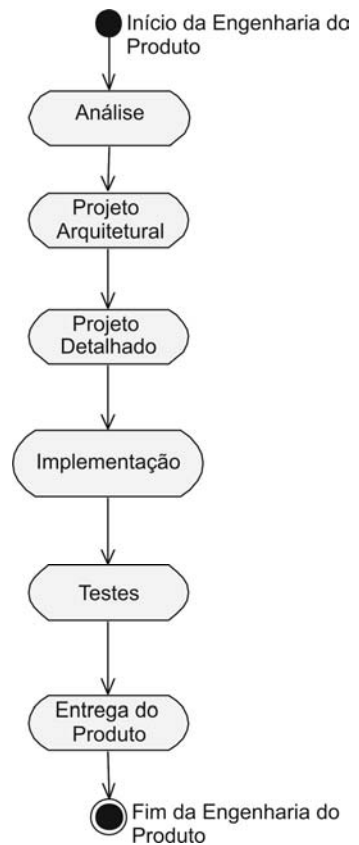 Início da Engenharia do
Produto
Análise
Projeto
Arquitetural
Projeto
Detalhado
Implementação
Testes
Entrega do
Produto
Fim da Engenharia do
Produto